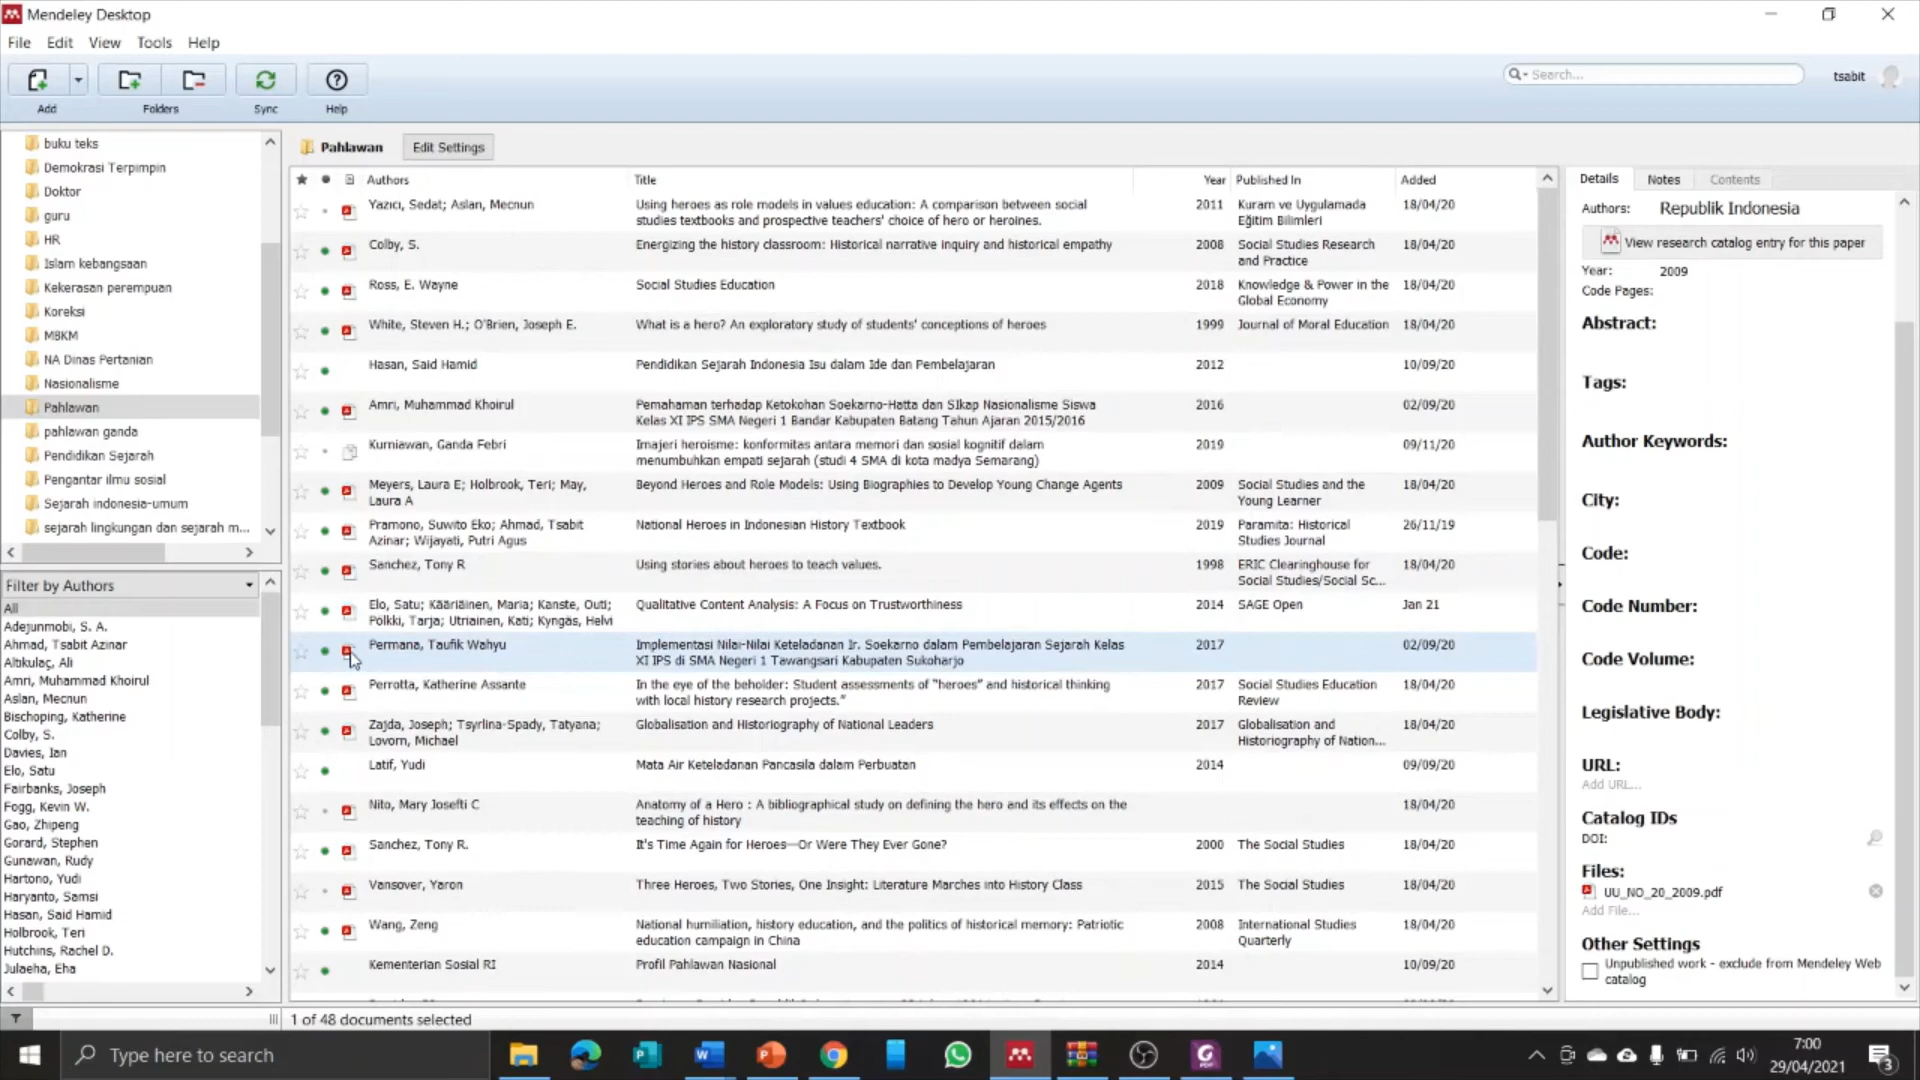 Mendeley Desktop
File Edit View Tools Help
Add Folders Sync Help
Search...
tsabit
buku teks
Demokrasi Terpimpin
Doktor
guru
HR
Islam kebangsaan
Kekerasan perempuan
Koreksi
MBKM
NA Dinas Pertanian
Nasionalisme
Pahlawan
pahlawan ganda
Pendidikan Sejarah
Pengantar ilmu sosial
Sejarah indonesia-umum
sejarah lingkungan dan sejarah m...
Filter by Authors
All
Adejunmobi, S. A.
Ahmad, Tsabit Azinar
Altıkulaç, Ali
Amri, Muhammad Khoirul
Aslan, Mecnun
Bischoping, Katherine
Colby, S.
Davies, Ian
Elo, Satu
Fairbanks, Joseph
Fogg, Kevin W.
Gao, Zhipeng
Gorard, Stephen
Gunawan, Rudy
Hartono, Yudi
Haryanto, Samsi
Hasan, Said Hamid
Holbrook, Teri
Hutchins, Rachel D.
Julaeha, Eha
Pahlawan Edit Settings
Authors Title Year Published In Added
Yazıcı, Sedat; Aslan, Mecnun Using heroes as role models in values education: A comparison between social 2011 Kuram ve Uygulamada 18/04/20
studies textbooks and prospective teachers' choice of hero or heroines. Eğitim Bilimleri
Colby, S. Energizing the history classroom: Historical narrative inquiry and historical empathy 2008 Social Studies Research 18/04/20
and Practice
Ross, E. Wayne Social Studies Education 2018 Knowledge & Power in the 18/04/20
Global Economy
White, Steven H.; O'Brien, Joseph E. What is a hero? An exploratory study of students' conceptions of heroes 1999 Journal of Moral Education 18/04/20
Hasan, Said Hamid Pendidikan Sejarah Indonesia Isu dalam Ide dan Pembelajaran 2012 10/09/20
Amri, Muhammad Khoirul Pemahaman terhadap Ketokohan Soekarno-Hatta dan SIkap Nasionalisme Siswa 2016 02/09/20
Kelas XI IPS SMA Negeri 1 Bandar Kabupaten Batang Tahun Ajaran 2015/2016
Kurniawan, Ganda Febri Imajeri heroisme: konformitas antara memori dan sosial kognitif dalam 2019 09/11/20
menumbuhkan empati sejarah (studi 4 SMA di kota madya Semarang)
Meyers, Laura E; Holbrook, Teri; May, Beyond Heroes and Role Models: Using Biographies to Develop Young Change Agents 2009 Social Studies and the 18/04/20
Laura A Young Learner
Pramono, Suwito Eko; Ahmad, Tsabit National Heroes in Indonesian History Textbook 2019 Paramita: Historical 26/11/19
Azinar; Wijayati, Putri Agus Studies Journal
Sanchez, Tony R Using stories about heroes to teach values. 1998 ERIC Clearinghouse for 18/04/20
Social Studies/Social Sc...
Elo, Satu; Kääriäinen, Maria; Kanste, Outi; Qualitative Content Analysis: A Focus on Trustworthiness 2014 SAGE Open Jan 21
Pölkki, Tarja; Utriainen, Kati; Kyngäs, Helvi
Permana, Taufik Wahyu Implementasi Nilai-Nilai Keteladanan Ir. Soekarno dalam Pembelajaran Sejarah Kelas 2017 02/09/20
XI IPS di SMA Negeri 1 Tawangsari Kabupaten Sukoharjo
Perrotta, Katherine Assante In the eye of the beholder: Student assessments of "heroes" and historical thinking 2017 Social Studies Education 18/04/20
with local history research projects." Review
Zajda, Joseph; Tsyrlina-Spady, Tatyana; Globalisation and Historiography of National Leaders 2017 Globalisation and 18/04/20
Lovorn, Michael Historiography of Nation...
Latif, Yudi Mata Air Keteladanan Pancasila dalam Perbuatan 2014 09/09/20
Nito, Mary Josefti C Anatomy of a Hero : A bibliographical study on defining the hero and its effects on the 18/04/20
teaching of history
Sanchez, Tony R. It's Time Again for Heroes—Or Were They Ever Gone? 2000 The Social Studies 18/04/20
Vansover, Yaron Three Heroes, Two Stories, One Insight: Literature Marches into History Class 2015 The Social Studies 18/04/20
Wang, Zeng National humiliation, history education, and the politics of historical memory: Patriotic 2008 International Studies 18/04/20
education campaign in China Quarterly
Kementerian Sosial RI Profil Pahlawan Nasional 2014 10/09/20
1 of 48 documents selected
Details Notes Contents
Authors: Republik Indonesia
View research catalog entry for this paper
Year: 2009
Code Pages:
Abstract:
Tags:
Author Keywords:
City:
Code:
Code Number:
Code Volume:
Legislative Body:
URL:
Add URL...
Catalog IDs
DOI:
Files:
UU_NO_20_2009.pdf
Add File...
Other Settings
Unpublished work - exclude from Mendeley Web
catalog
Type here to search
7:00
29/04/2021
3